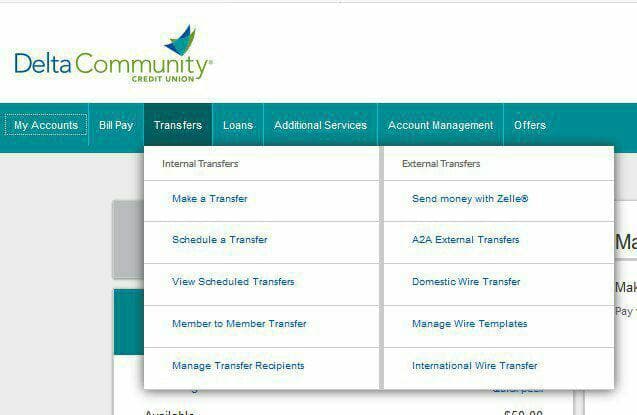 DeltaCommunity®
CREDIT UNION
My Accounts Bill Pay Transfers Loans Additional Services Account Management Offers
Internal Transfers External Transfers
Make a Transfer Send money with Zelle®
Schedule a Transfer A2A External Transfers
View Scheduled Transfers Domestic Wire Transfer
Member to Member Transfer Manage Wire Templates
Manage Transfer Recipients International Wire Transfer
Ma
Mak
Pay
Available $50.00